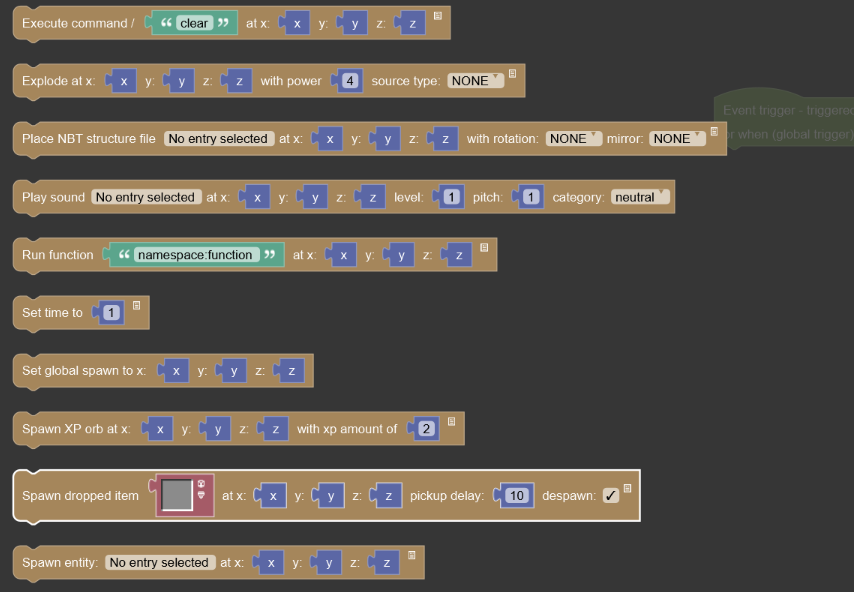 Execute command / “ clear ” at x: x y: y z: z
Explode at x: x y: y z: z with power 4 source type: NONE
Event trigger - triggered
or when (global trigger)
Place NBT structure file No entry selected at x: x y: y z: z with rotation: NONE mirror: NONE
Play sound No entry selected at x: x y: y z: z level: 1 pitch: 1 category: neutral
Run function “ namespace:function ” at x: x y: y z: z
Set time to 1
Set global spawn to x: x y: y z: z
Spawn XP orb at x: x y: y z: z with xp amount of 2
Spawn dropped item at x: x y: y z: z pickup delay: 10 despawn: ✓
Spawn entity: No entry selected at x: x y: y z: z